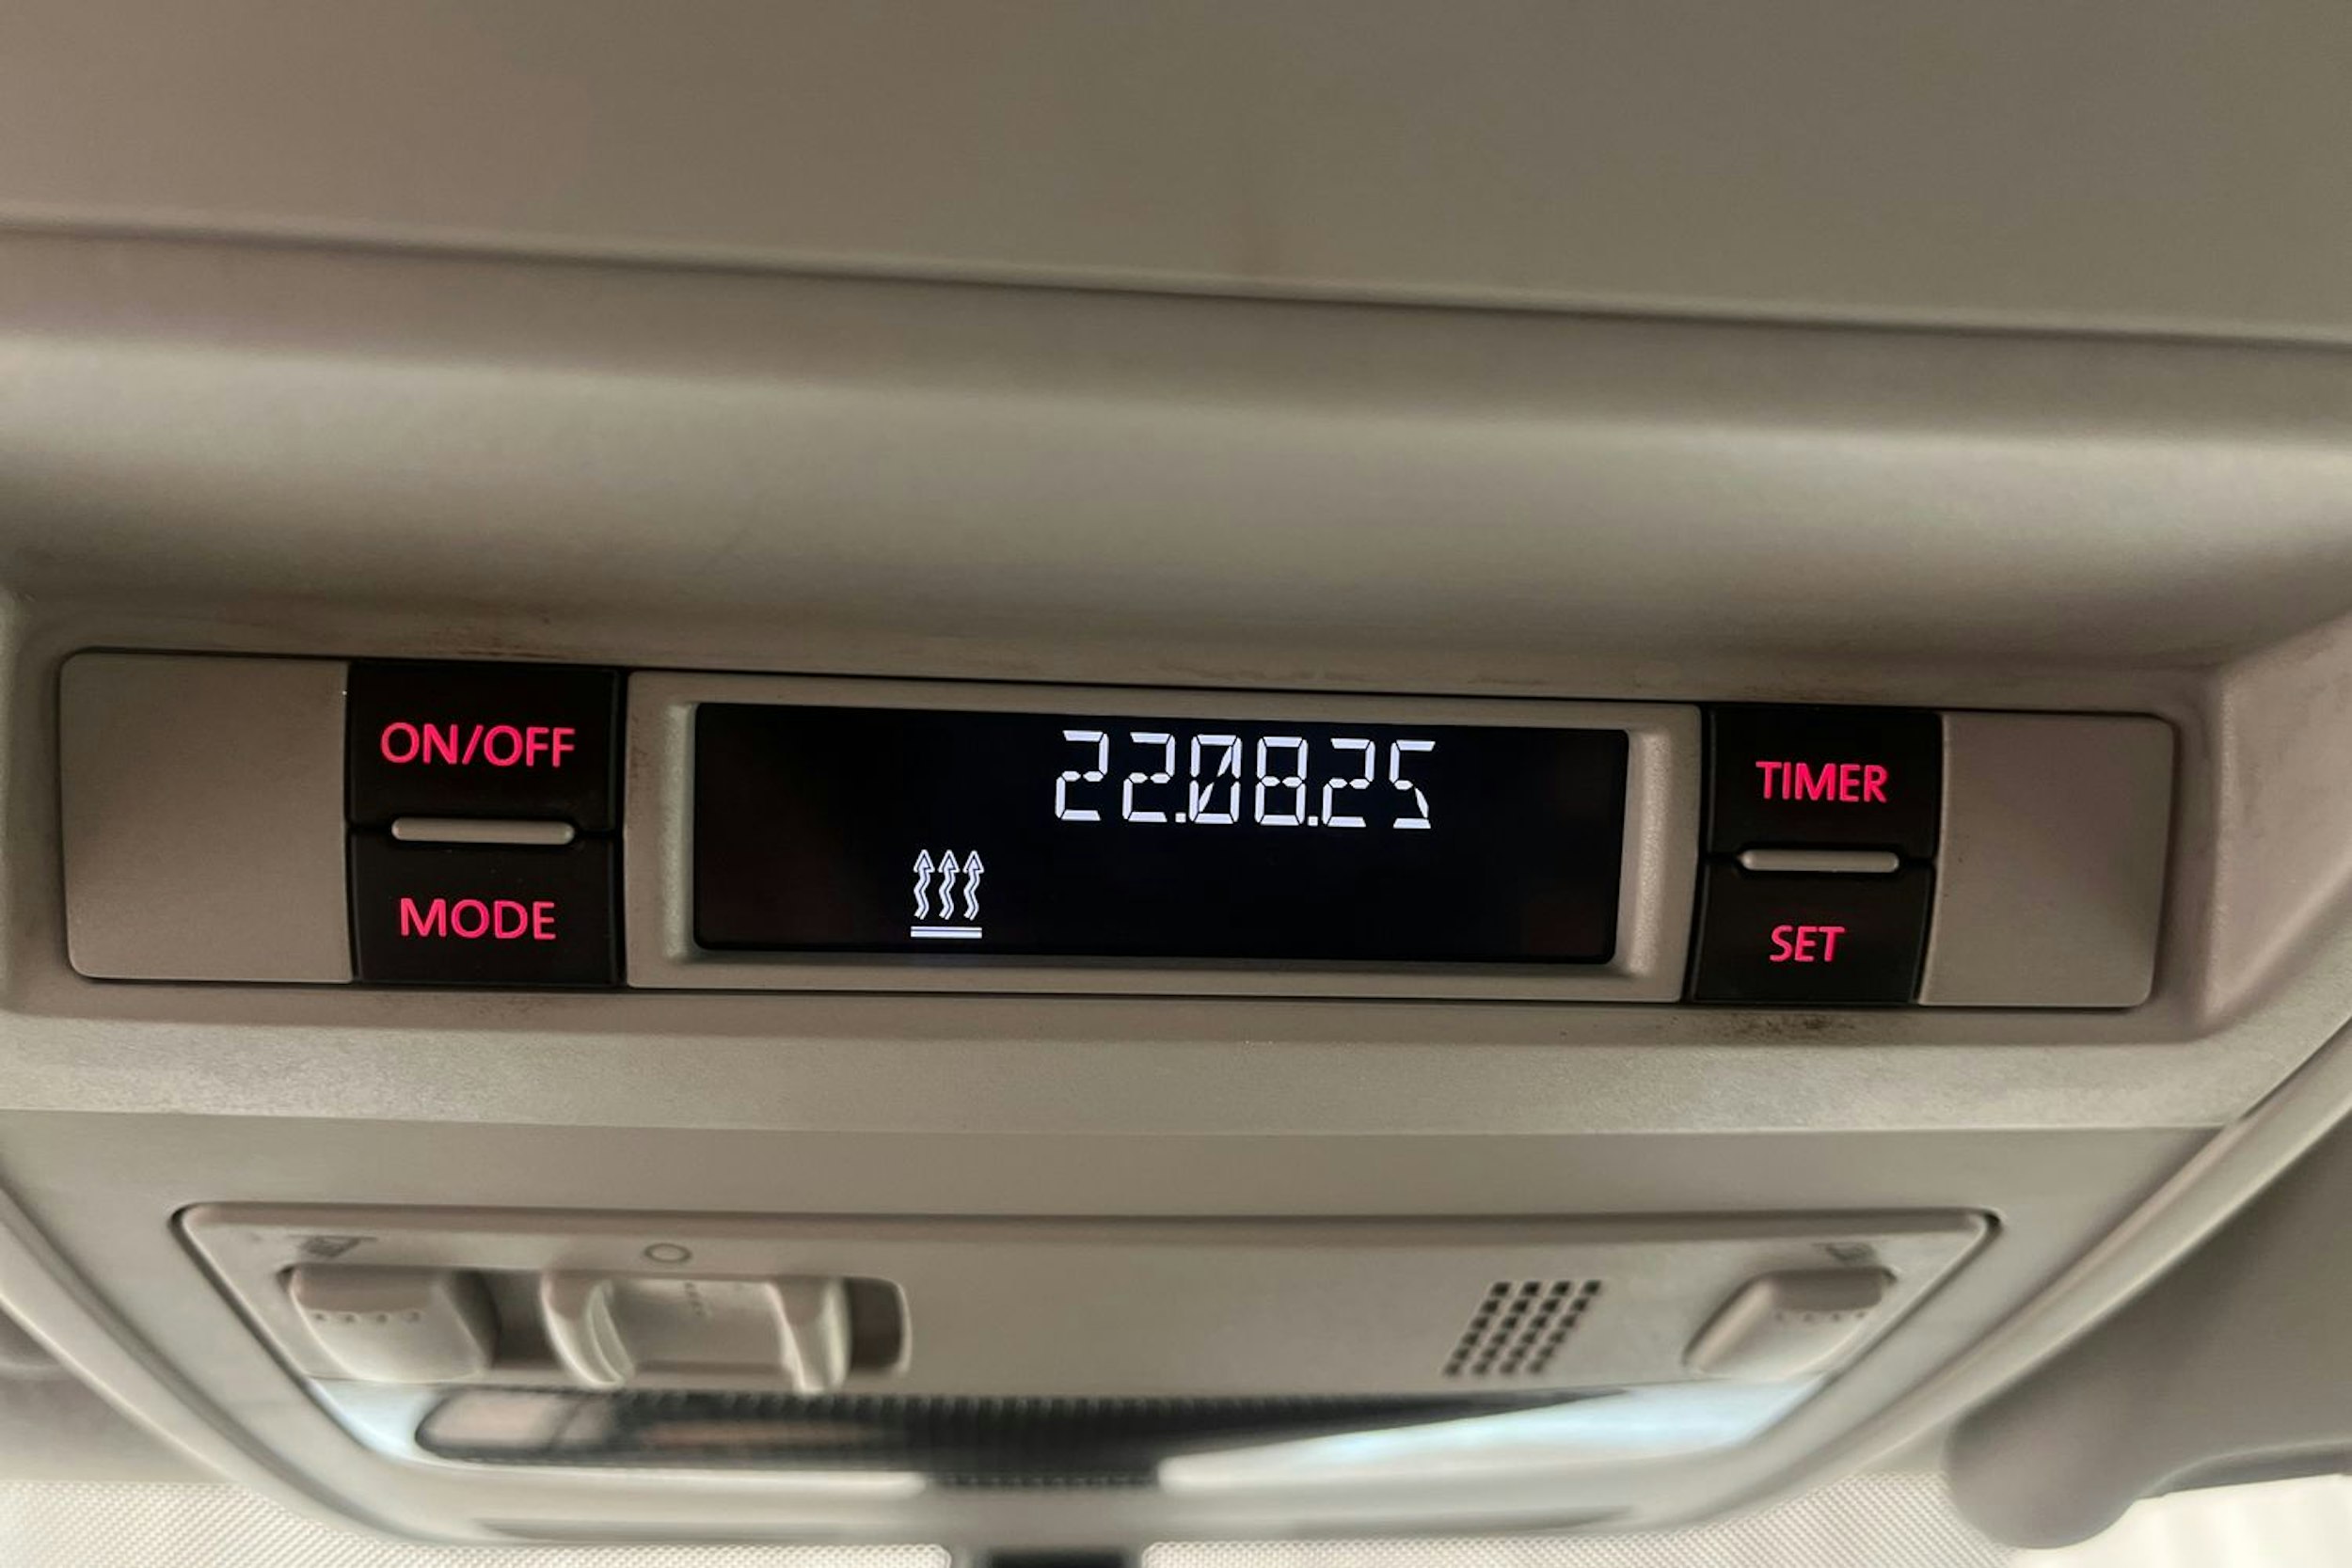 ON/OFF
MODE
22.08.25
TIMER
SET